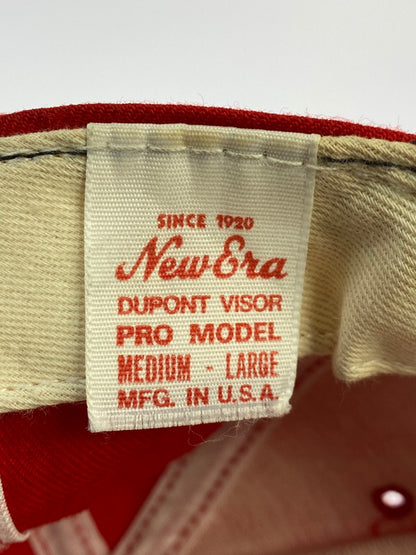 SINCE 1920
New Era
DUPONT VISOR
PRO MODEL
MEDIUM - LARGE
MFG. IN U.S.A.